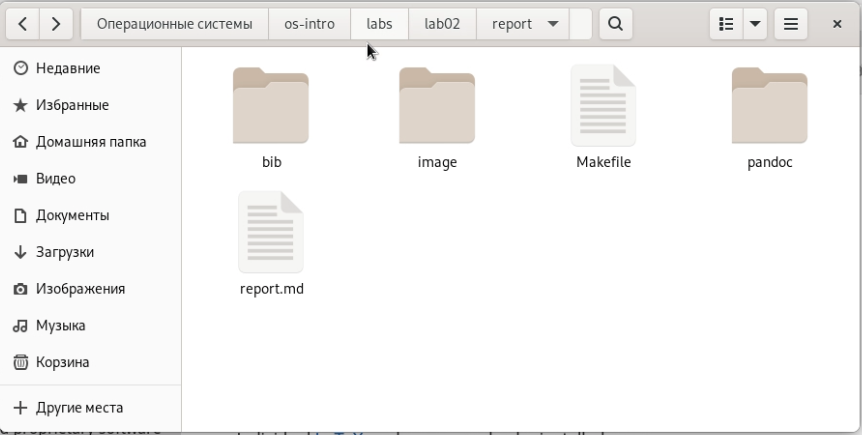 Операционные системы os-intro labs lab02 report
Недавние
Избранные
Домашняя папка
Видео
Документы
Загрузки
Изображения
Музыка
Корзина
Другие места
bib image Makefile pandoc
report.md